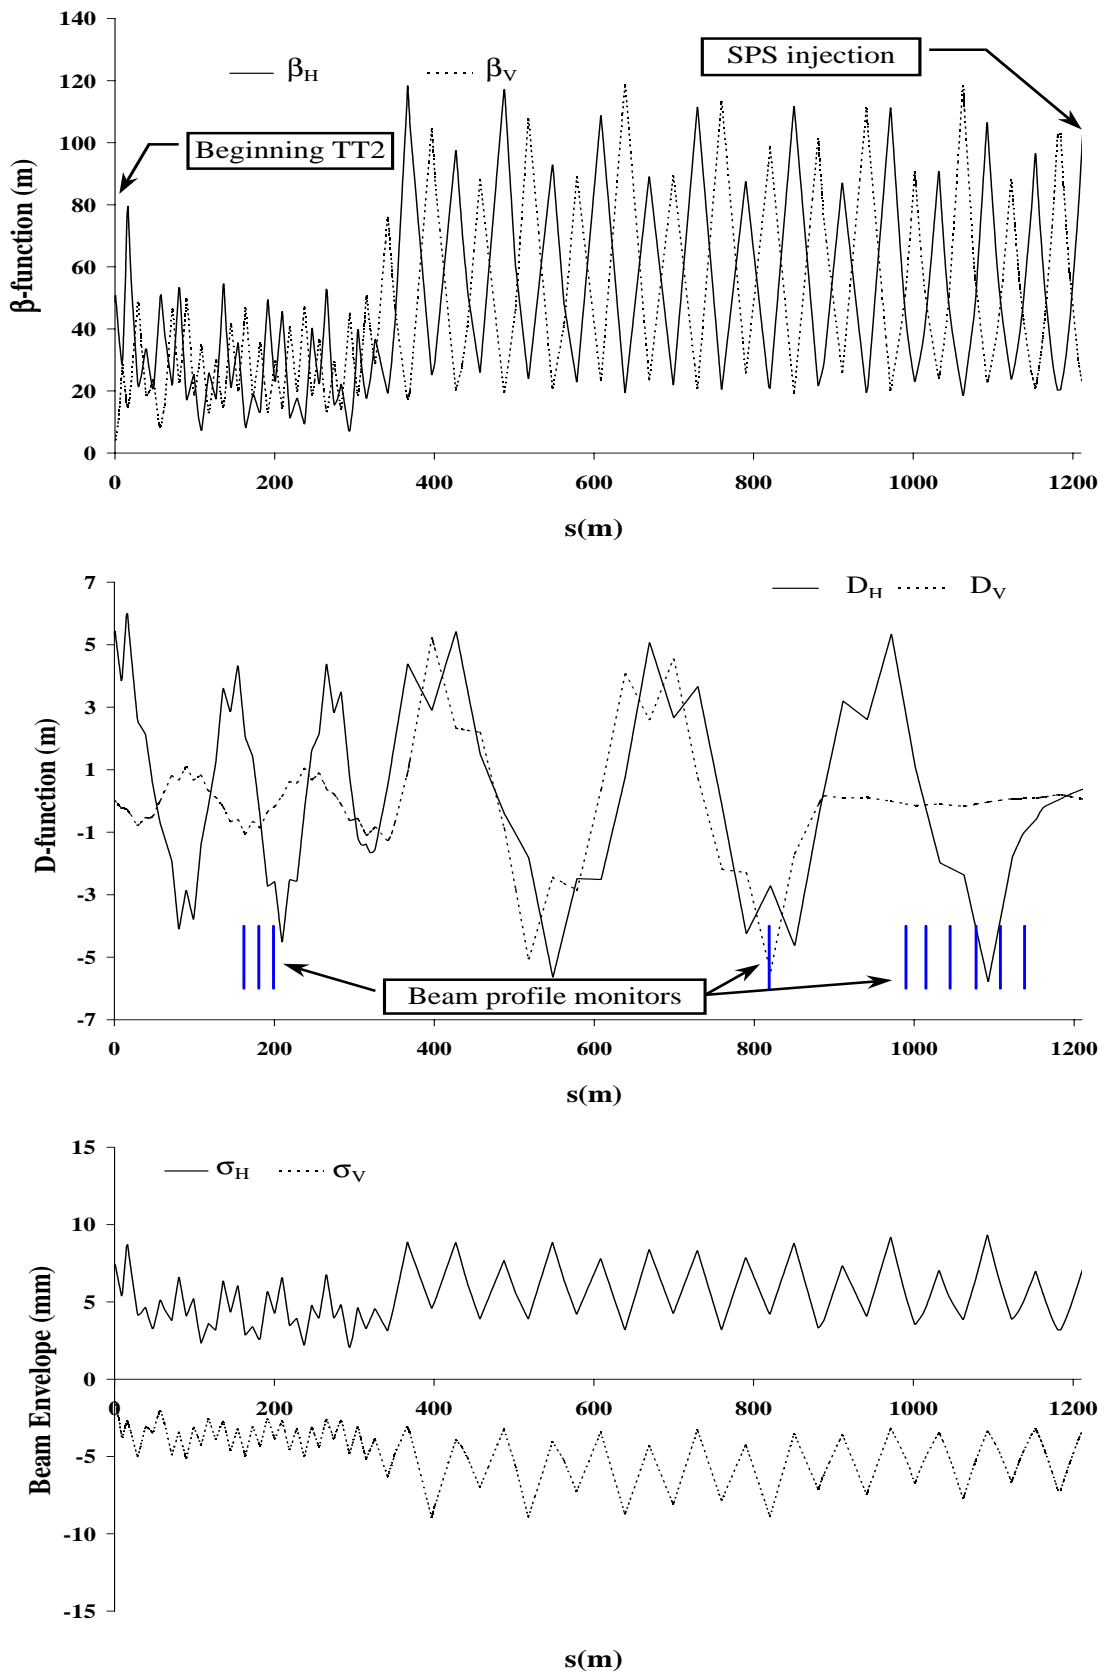 140
120
100
80
60
40
20
0
β-function (m)
βH
βV
SPS injection
Beginning TT2
0 200 400 600 800 1000 1200
s(m)
7
5
3
1
-1
-3
-5
-7
D-function (m)
DH
DV
Beam profile monitors
0 200 400 600 800 1000 1200
s(m)
15
10
5
0
-5
-10
-15
Beam Envelope (mm)
σH
σV
0 200 400 600 800 1000 1200
s(m)